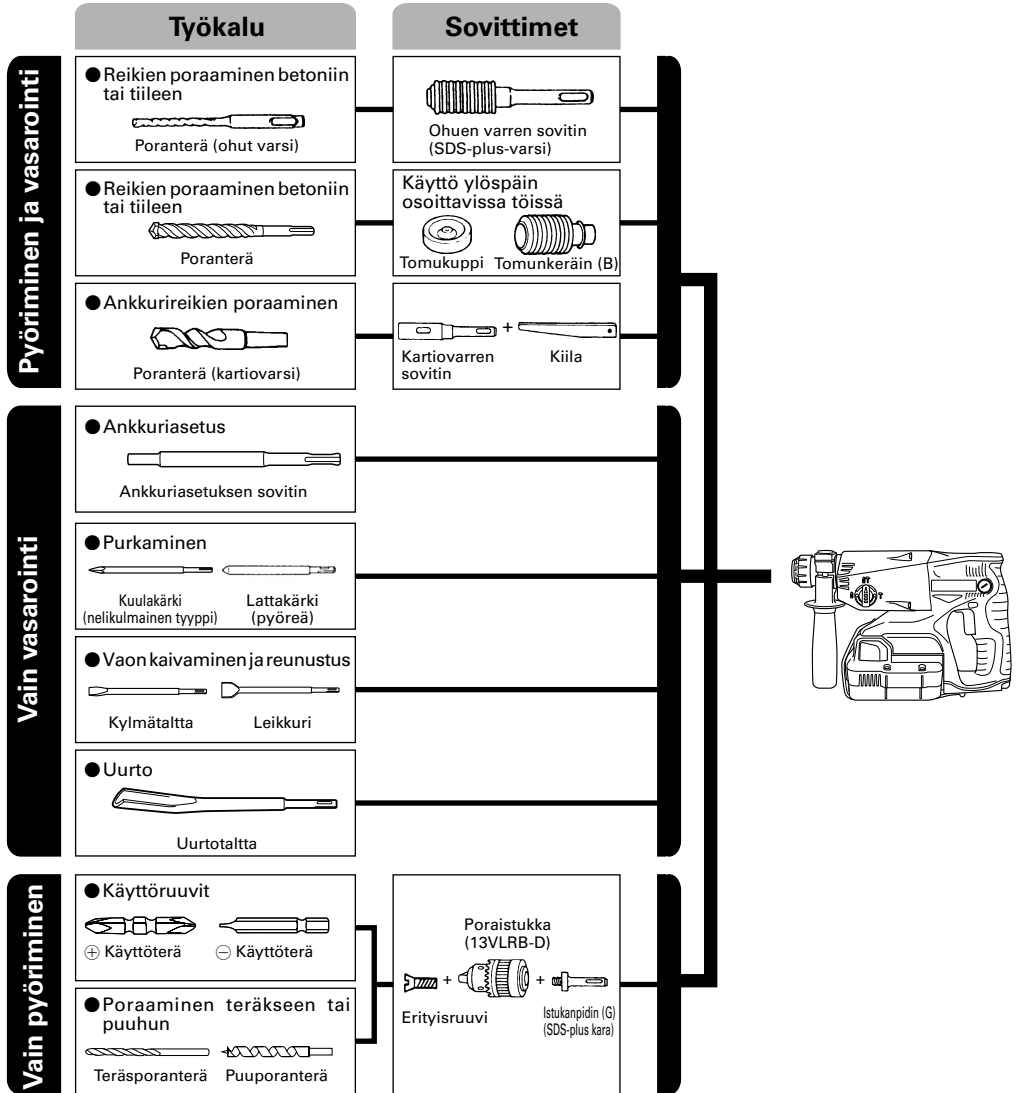 Työkalu
Sovittimet
Pyöriminen ja vasarointi
● Reikien poraaminen betoniin
tai tiileen
Poranterä (ohut varsi)
Ohuen varren sovitin
(SDS-plus-varsi)
● Reikien poraaminen betoniin
tai tiileen
Poranterä
Käyttö ylöspäin
osoittavissa töissä
Tomukuppi
Tomunkeräin (B)
● Ankkurireikien poraaminen
Poranterä (kartiovarsi)
+
Kartiovarren
sovitin
Kiila
Vain vasarointi
● Ankkuriasetus
Ankkuriasetuksen sovitin
● Purkaminen
Kuulakärki
(nelikulmainen tyyppi)
Lattakärki
(pyöreä)
● Vaon kaivaminen ja reunustus
Kylmätaltta
Leikkuri
● Uurto
Uurtotaltta
Vain pyöriminen
● Käyttöruuvit
⊕ Käyttöterä
⊖ Käyttöterä
● Poraaminen teräkseen tai
puuhun
Teräsporanterä
Puuporanterä
Poraistukka
(13VLRB-D)
+ +
Erityisruuvi
Istukanpidin (G)
(SDS-plus kara)